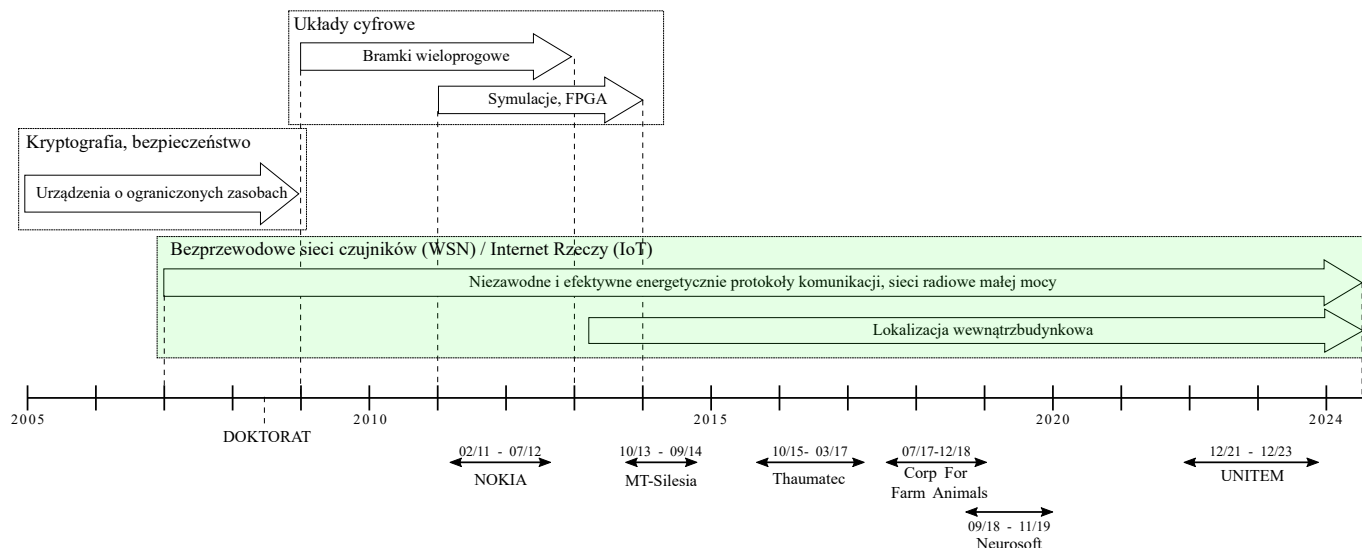 Układy cyfrowe
Bramki wieloprogowe
Symulacje, FPGA
Kryptografia, bezpieczeństwo
Urządzenia o ograniczonych zasobach
Bezprzewodowe sieci czujników (WSN) / Internet Rzeczy (IoT)
Niezawodne i efektywne energetycznie protokoły komunikacji, sieci radiowe małej mocy
Lokalizacja wewnątrzbudynkowa
2005 2010 2015 2020 2024
DOKTORAT
02/11 - 07/12
NOKIA
10/13 - 09/14
MT-Silesia
10/15- 03/17
Thaumatec
07/17-12/18
Corp For
Farm Animals
09/18 - 11/19
Neurosoft
12/21 - 12/23
UNITEM